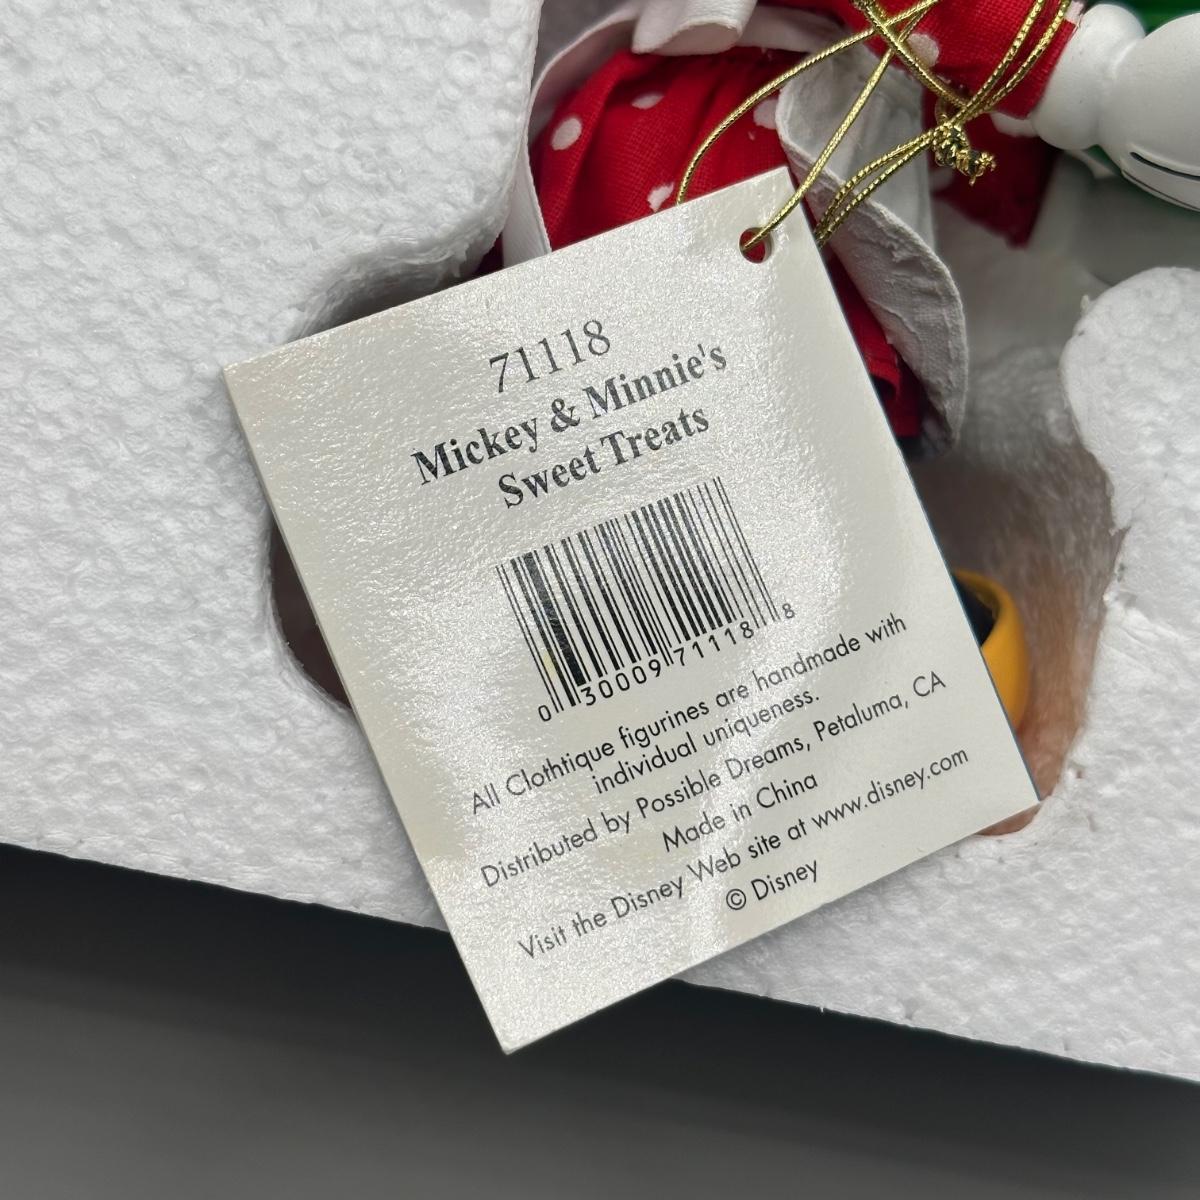 71118
Mickey & Minnie's
Sweet Treats
0 30009 71118 8
All Clothtique figurines are handmade with
individual uniqueness.
Distributed by Possible Dreams, Petaluma, CA
Made in China
Visit the Disney Web site at www.disney.com
© Disney